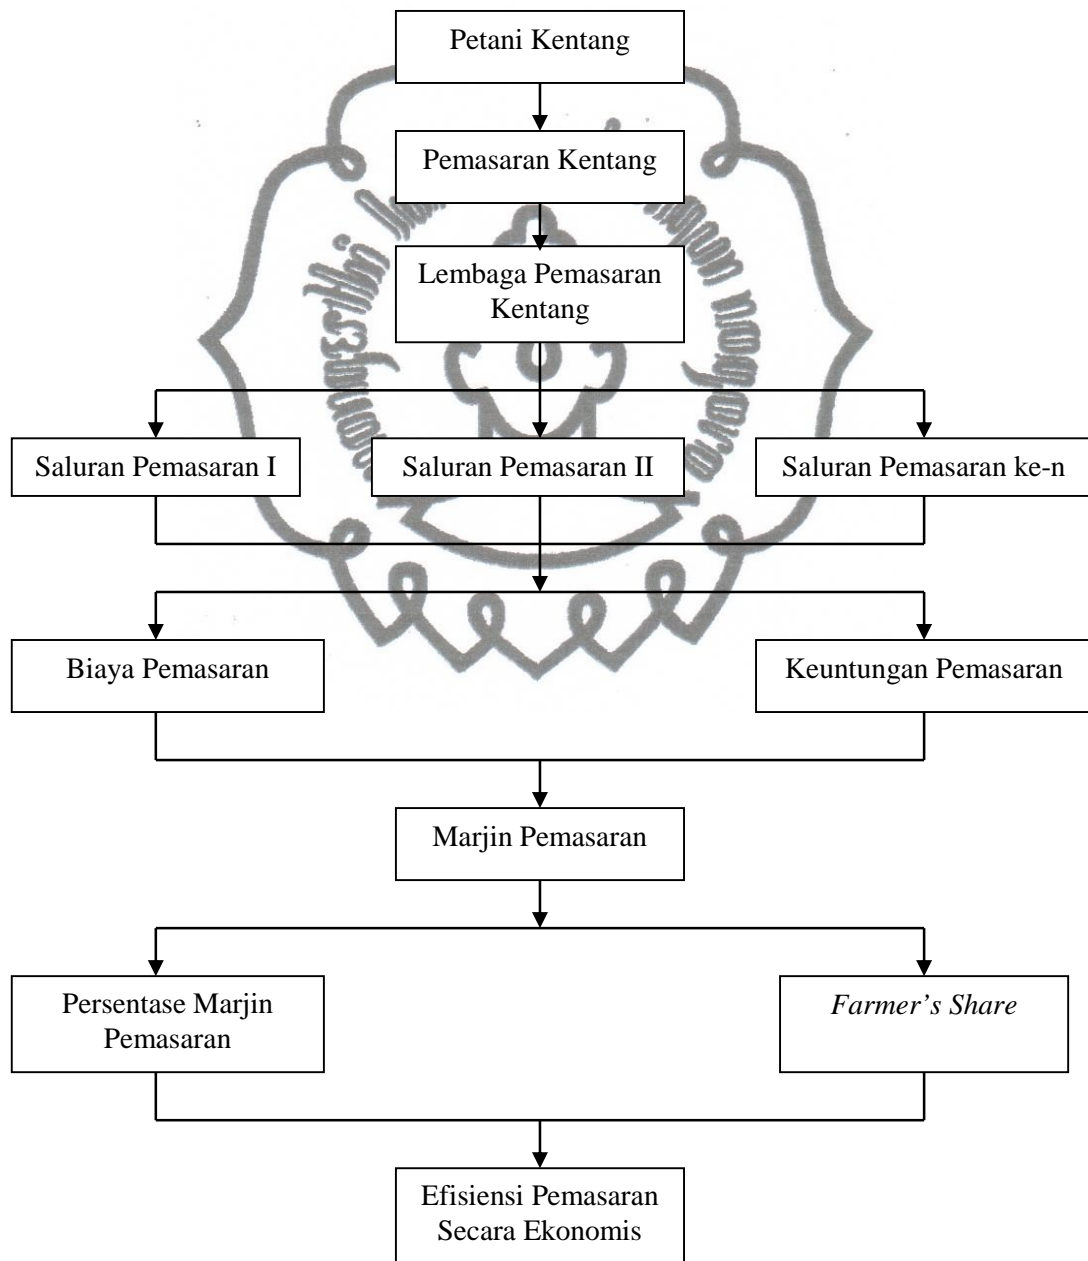 Petani Kentang
Pemasaran Kentang
Lembaga Pemasaran
Kentang
Saluran Pemasaran I
Saluran Pemasaran II
Saluran Pemasaran ke-n
Biaya Pemasaran
Keuntungan Pemasaran
Marjin Pemasaran
Persentase Marjin
Pemasaran
Farmer’s Share
Efisiensi Pemasaran
Secara Ekonomis